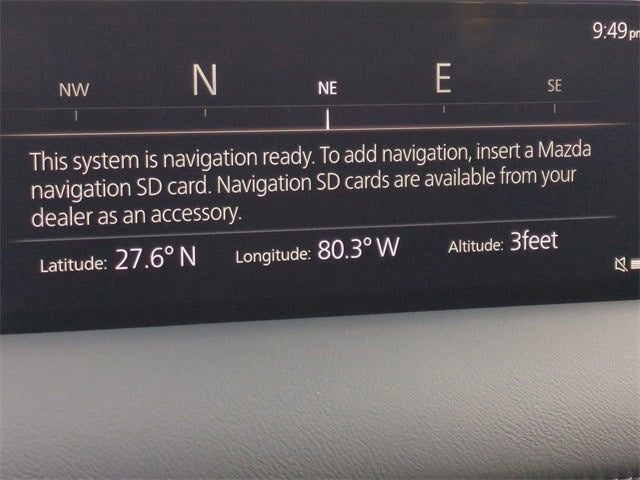 9:49pm
NW N NE E SE
This system is navigation ready. To add navigation, insert a Mazda
navigation SD card. Navigation SD cards are available from your
dealer as an accessory.
Latitude: 27.6° N Longitude: 80.3° W Altitude: 3feet